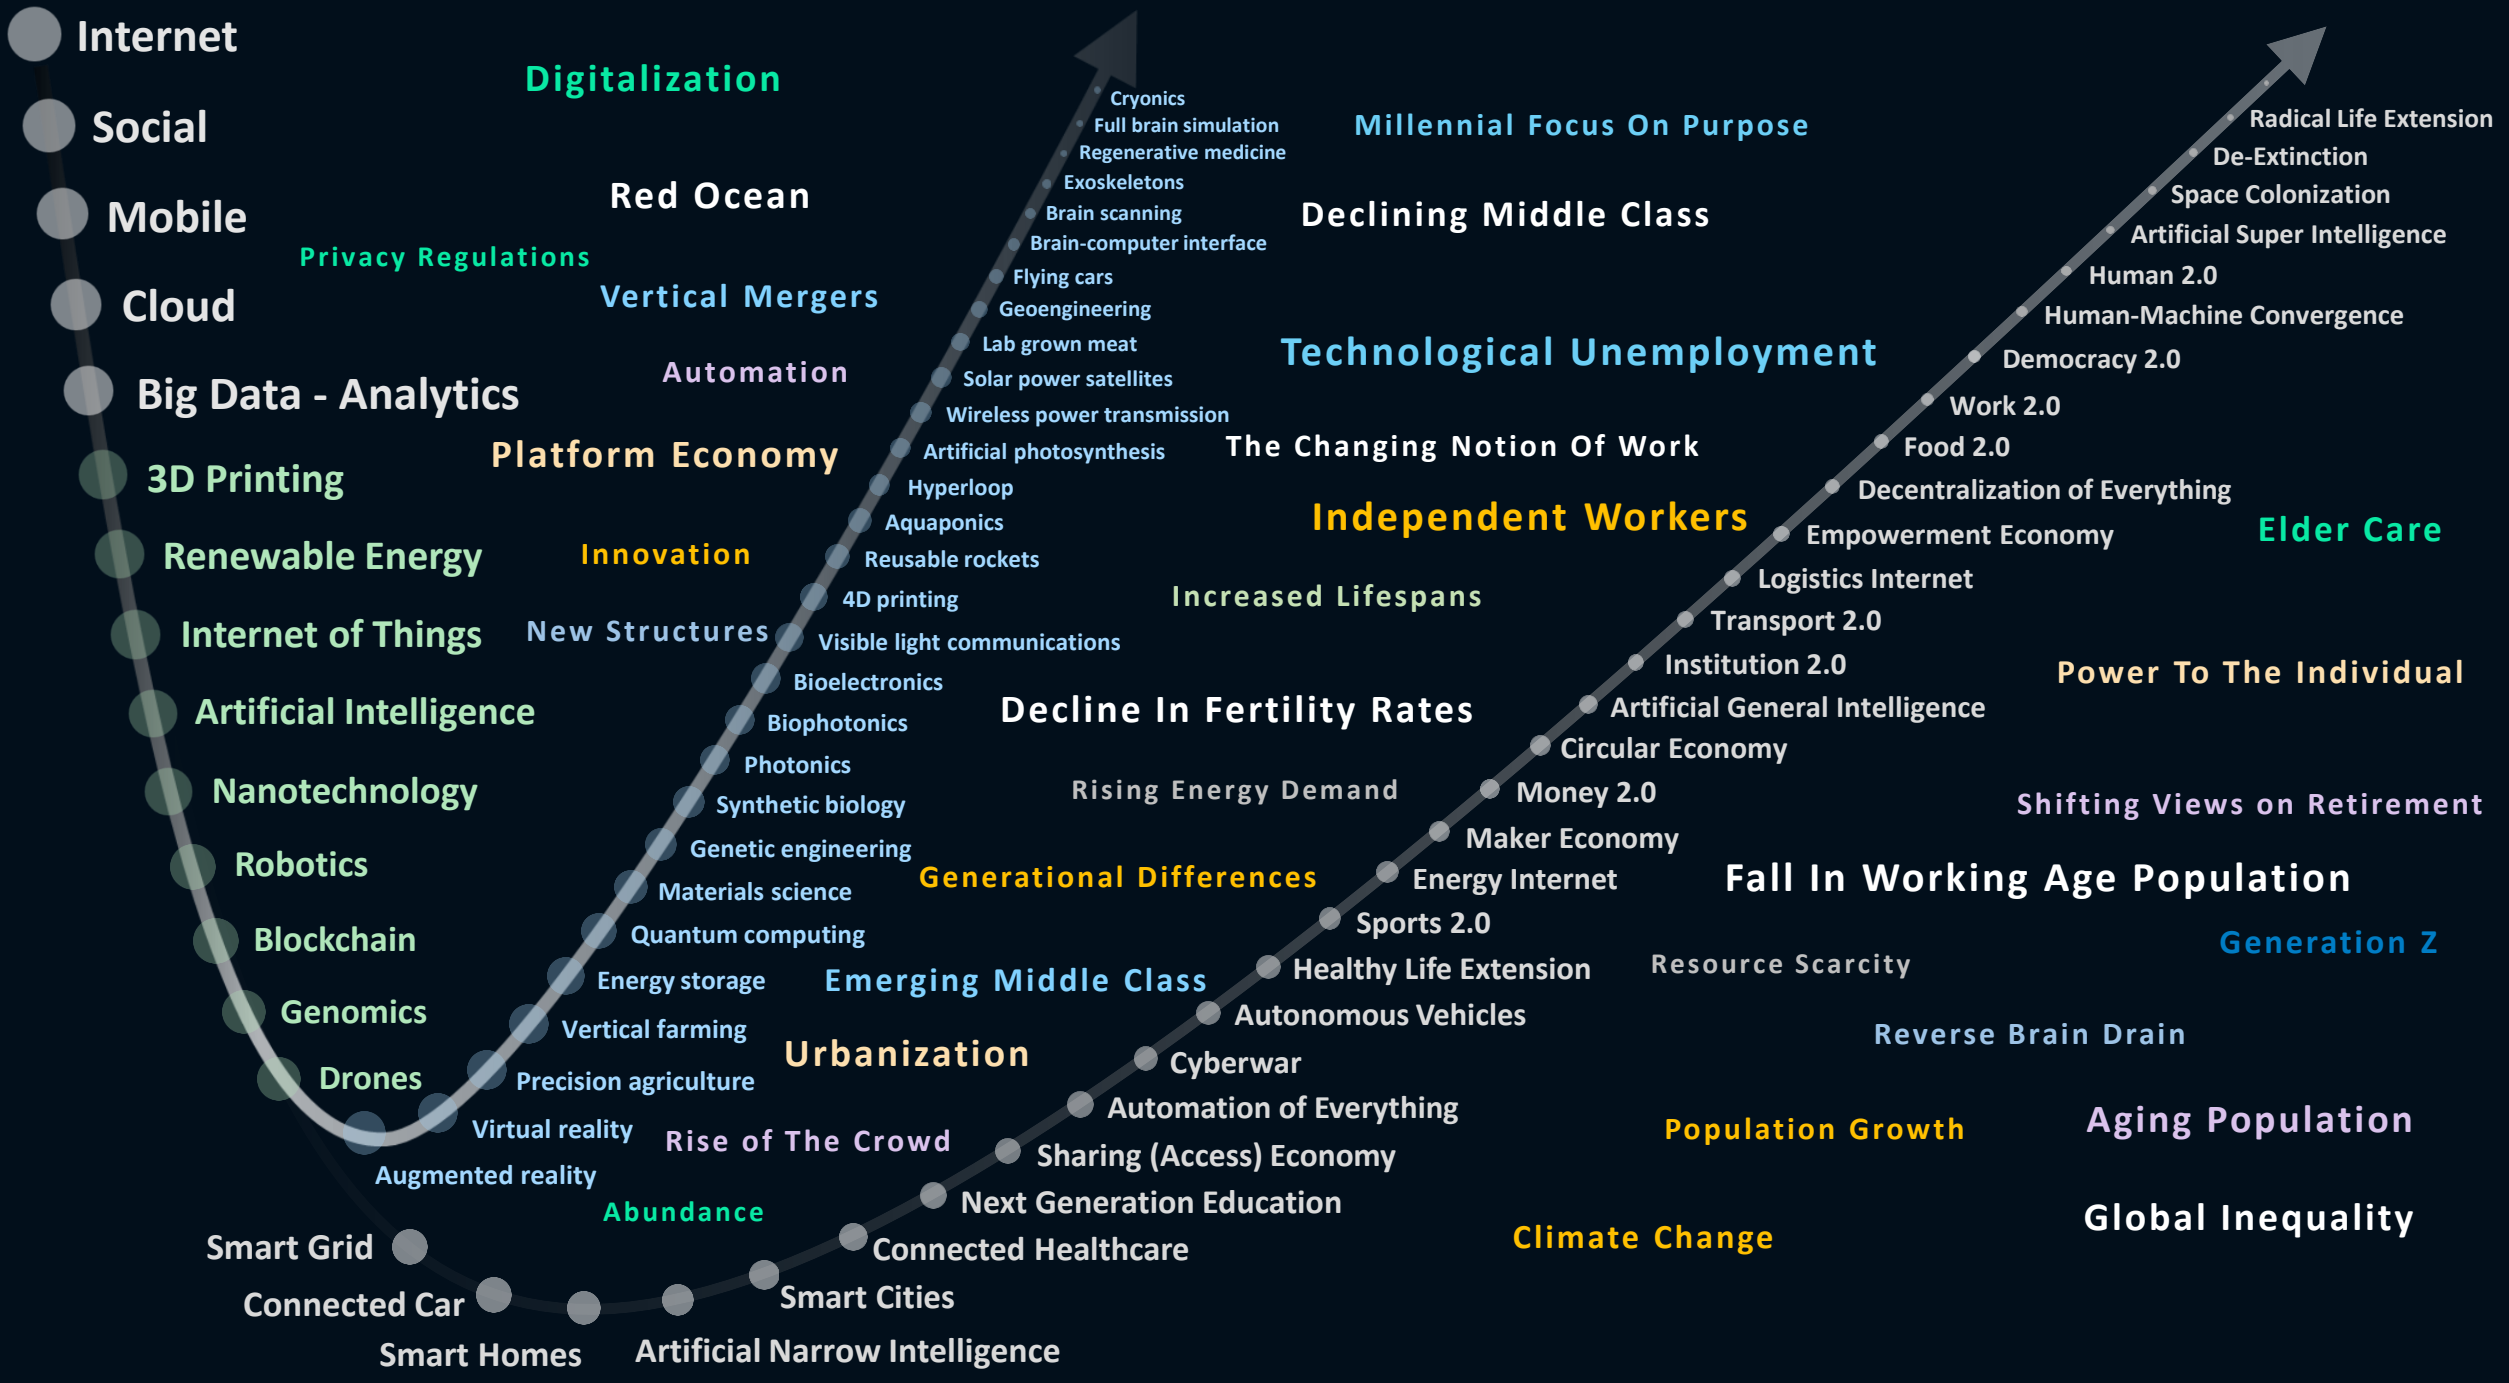 Internet
Social
Mobile
Cloud
Big Data - Analytics
3D Printing
Renewable Energy
Internet of Things
Artificial Intelligence
Nanotechnology
Robotics
Blockchain
Genomics
Drones
Digitalization
Red Ocean
Privacy Regulations
Vertical Mergers
Automation
Platform Economy
Innovation
New Structures
Cryonics
Full brain simulation
Regenerative medicine
Exoskeletons
Brain scanning
Brain-computer interface
Flying cars
Geoengineering
Lab grown meat
Solar power satellites
Wireless power transmission
Artificial photosynthesis
Hyperloop
Aquaponics
Reusable rockets
4D printing
Visible light communications
Bioelectronics
Biophotonics
Photonics
Synthetic biology
Genetic engineering
Materials science
Quantum computing
Energy storage
Vertical farming
Precision agriculture
Virtual reality
Augmented reality
Millennial Focus On Purpose
Declining Middle Class
Technological Unemployment
The Changing Notion Of Work
Independent Workers
Increased Lifespans
Decline In Fertility Rates
Rising Energy Demand
Generational Differences
Emerging Middle Class
Urbanization
Rise of The Crowd
Abundance
Radical Life Extension
De-Extinction
Space Colonization
Artificial Super Intelligence
Human 2.0
Human-Machine Convergence
Democracy 2.0
Work 2.0
Food 2.0
Decentralization of Everything
Empowerment Economy
Logistics Internet
Transport 2.0
Institution 2.0
Artificial General Intelligence
Circular Economy
Money 2.0
Maker Economy
Energy Internet
Sports 2.0
Healthy Life Extension
Autonomous Vehicles
Cyberwar
Automation of Everything
Sharing (Access) Economy
Next Generation Education
Connected Healthcare
Smart Cities
Artificial Narrow Intelligence
Smart Homes
Connected Car
Smart Grid
Elder Care
Power To The Individual
Shifting Views on Retirement
Fall In Working Age Population
Generation Z
Resource Scarcity
Reverse Brain Drain
Population Growth
Aging Population
Global Inequality
Climate Change